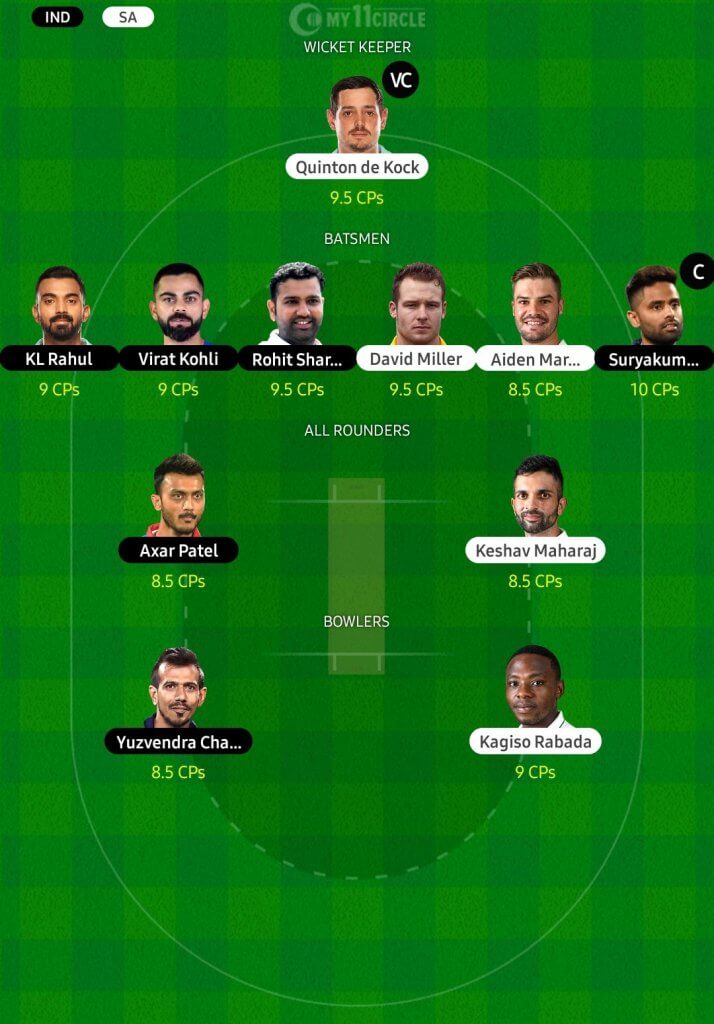 IND SA
MY11CIRCLE
WICKET KEEPER
VC
Quinton de Kock
9.5 CPs
BATSMEN
C
KL Rahul Virat Kohli Rohit Shar... David Miller Aiden Mar... Suryakum...
9 CPs 9 CPs 9.5 CPs 9.5 CPs 8.5 CPs 10 CPs
ALL ROUNDERS
Axar Patel Keshav Maharaj
8.5 CPs 8.5 CPs
BOWLERS
Yuzvendra Cha... Kagiso Rabada
8.5 CPs 9 CPs